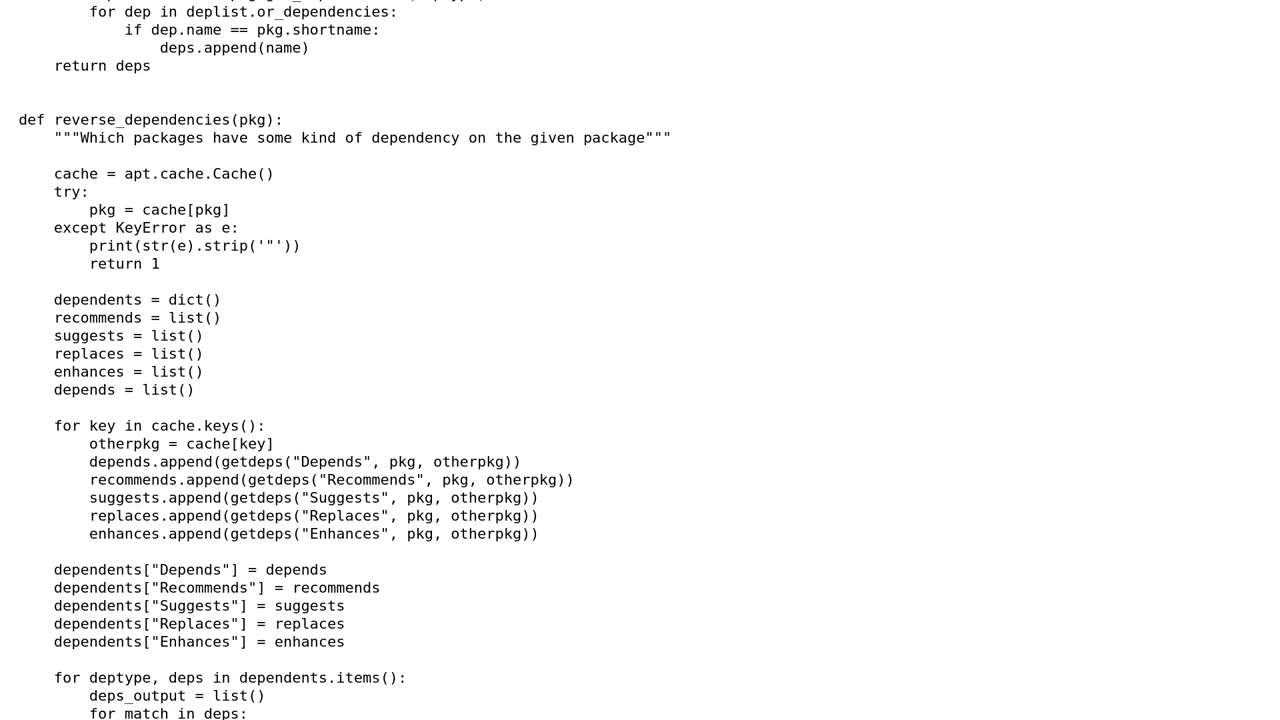 for dep in deplist.or_dependencies:
            if dep.name == pkg.shortname:
                deps.append(name)
    return deps


def reverse_dependencies(pkg):
    """Which packages have some kind of dependency on the given package"""

    cache = apt.cache.Cache()
    try:
        pkg = cache[pkg]
    except KeyError as e:
        print(str(e).strip('"'))
        return 1

    dependents = dict()
    recommends = list()
    suggests = list()
    replaces = list()
    enhances = list()
    depends = list()

    for key in cache.keys():
        otherpkg = cache[key]
        depends.append(getdeps("Depends", pkg, otherpkg))
        recommends.append(getdeps("Recommends", pkg, otherpkg))
        suggests.append(getdeps("Suggests", pkg, otherpkg))
        replaces.append(getdeps("Replaces", pkg, otherpkg))
        enhances.append(getdeps("Enhances", pkg, otherpkg))

    dependents["Depends"] = depends
    dependents["Recommends"] = recommends
    dependents["Suggests"] = suggests
    dependents["Replaces"] = replaces
    dependents["Enhances"] = enhances

    for deptype, deps in dependents.items():
        deps_output = list()
        for match in deps: